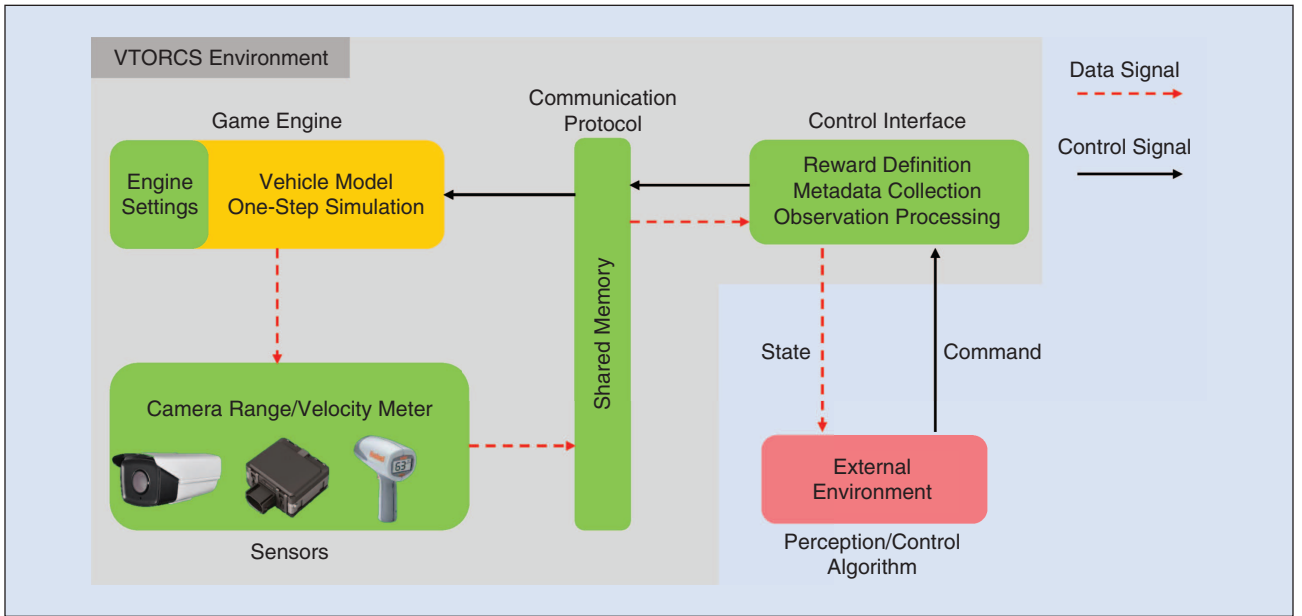 VTORCS Environment
Data Signal
Control Signal
Communication
Protocol
Game Engine
Control Interface
Engine
Settings
Vehicle Model
One-Step Simulation
Reward Definition
Metadata Collection
Observation Processing
Shared Memory
State
Command
Camera Range/Velocity Meter
Sensors
External
Environment
Perception/Control
Algorithm